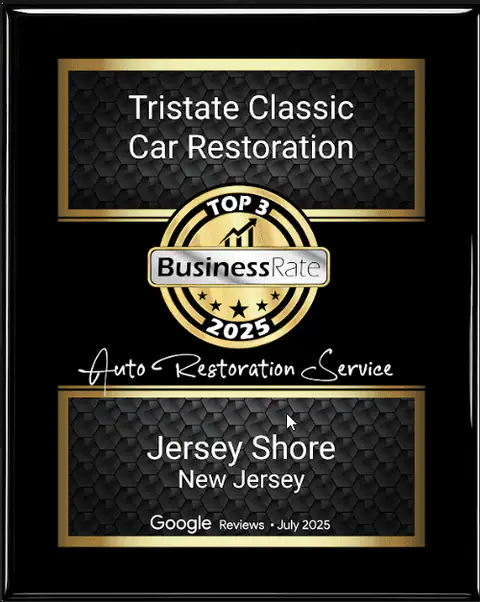 Tristate Classic
Car Restoration
TOP 3
BusinessRate
2025
Auto Restoration Service
Jersey Shore
New Jersey
Google Reviews • July 2025